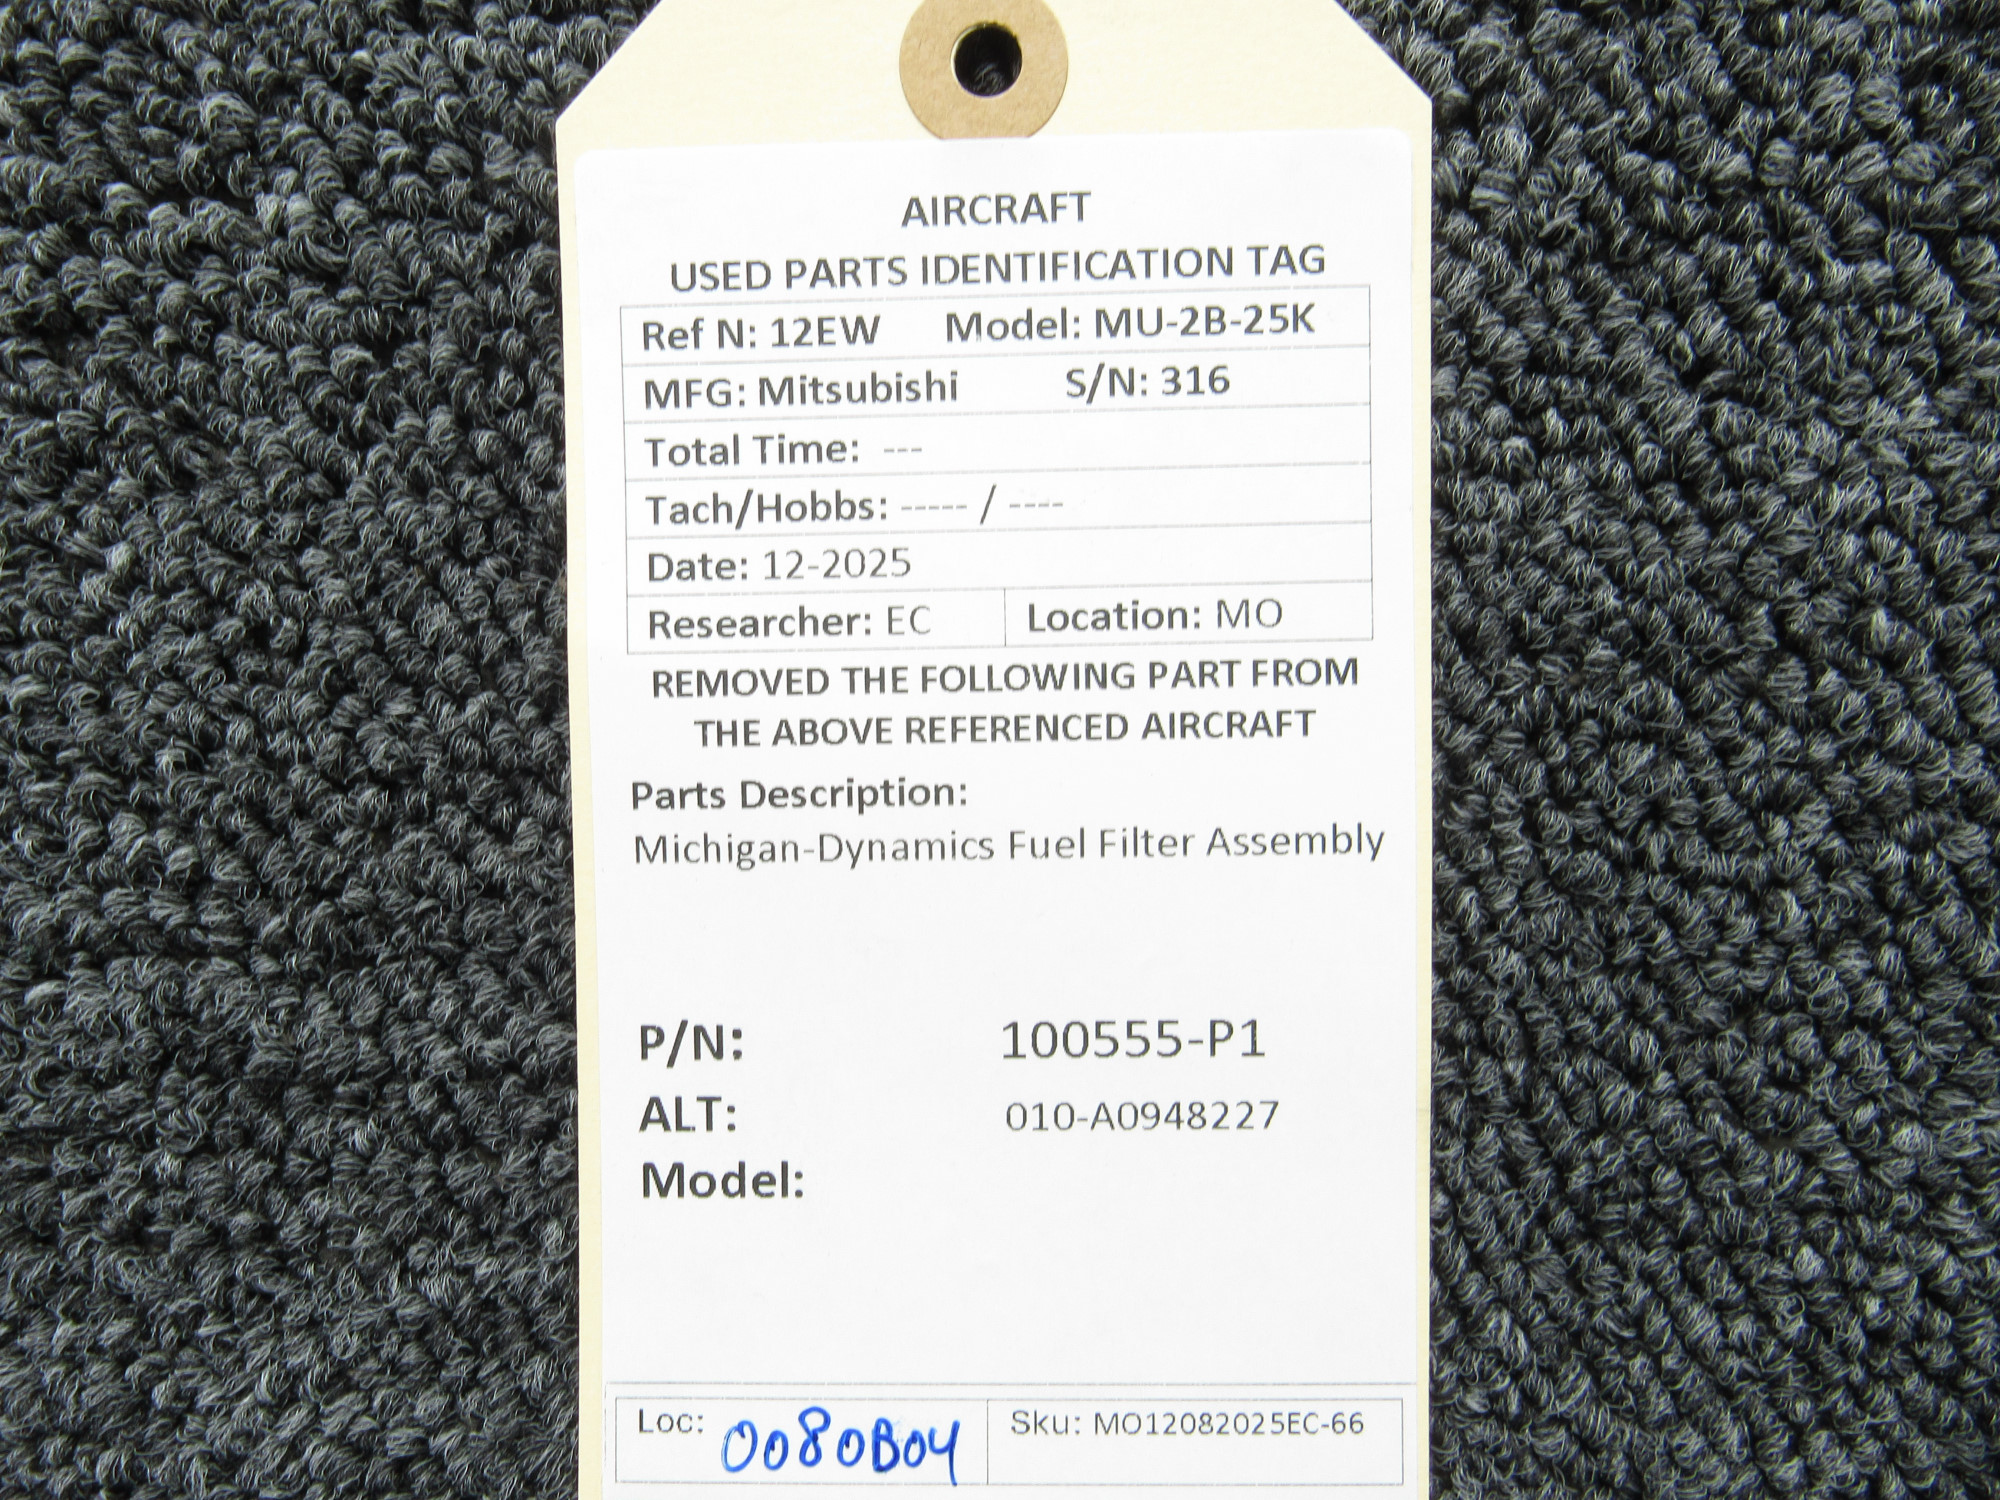 AIRCRAFT
USED PARTS IDENTIFICATION TAG
Ref N: 12EW Model: MU-2B-25K
MFG: Mitsubishi S/N: 316
Total Time: ---
Tach/Hobbs: ----- / ----
Date: 12-2025
Researcher: EC Location: MO
REMOVED THE FOLLOWING PART FROM
THE ABOVE REFERENCED AIRCRAFT
Parts Description:
Michigan-Dynamics Fuel Filter Assembly
P/N: 100555-P1
ALT: 010-A0948227
Model:
Loc: 0080B04 Sku: MO12082025EC-66